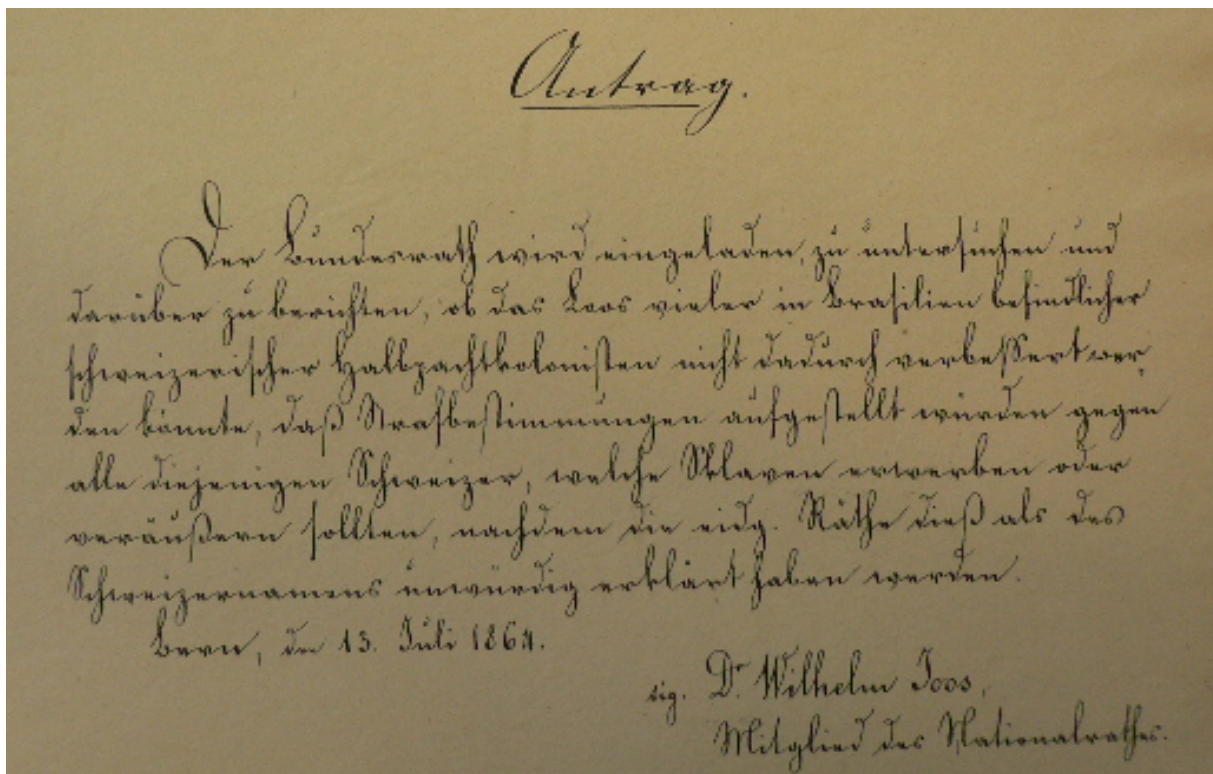 Antrag.
Der Bundesrath wird eingeladen, zu untersuchen und
darüber zu berichten, ob das Loos vieler in Brasilien befindlicher
schweizerischer Halbpachtkolonisten nicht dadurch verbessert wer-
den könnte, daß Strafbestimmungen aufgestellt würden gegen
alle diejenigen Schweizer, welche Sklaven erwerben oder
veräußern sollten, nachdem die eidg. Räthe dieß als des
Schweizernamens unwürdig erklärt haben werden.
Bern, den 13. Juli 1864.
sig. Dr. Wilhelm Joos,
Mitglied des Nationalrathes.